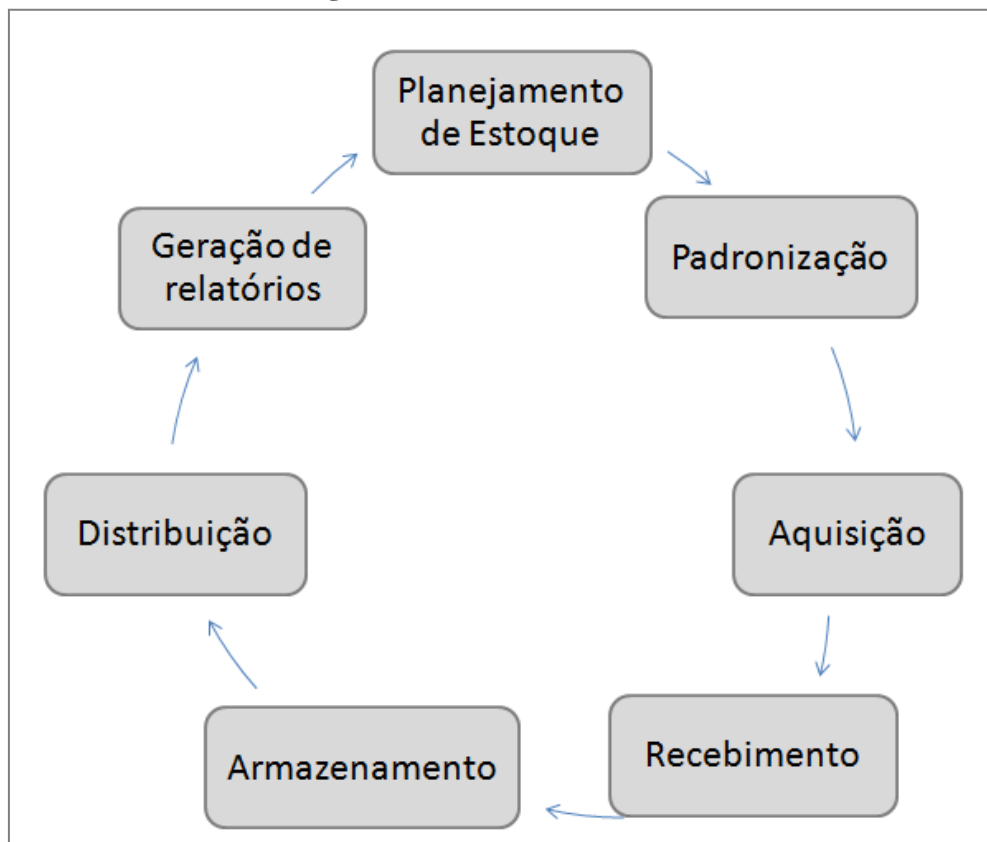 Planejamento
de Estoque
Padronização
Aquisição
Recebimento
Armazenamento
Distribuição
Geração de
relatórios